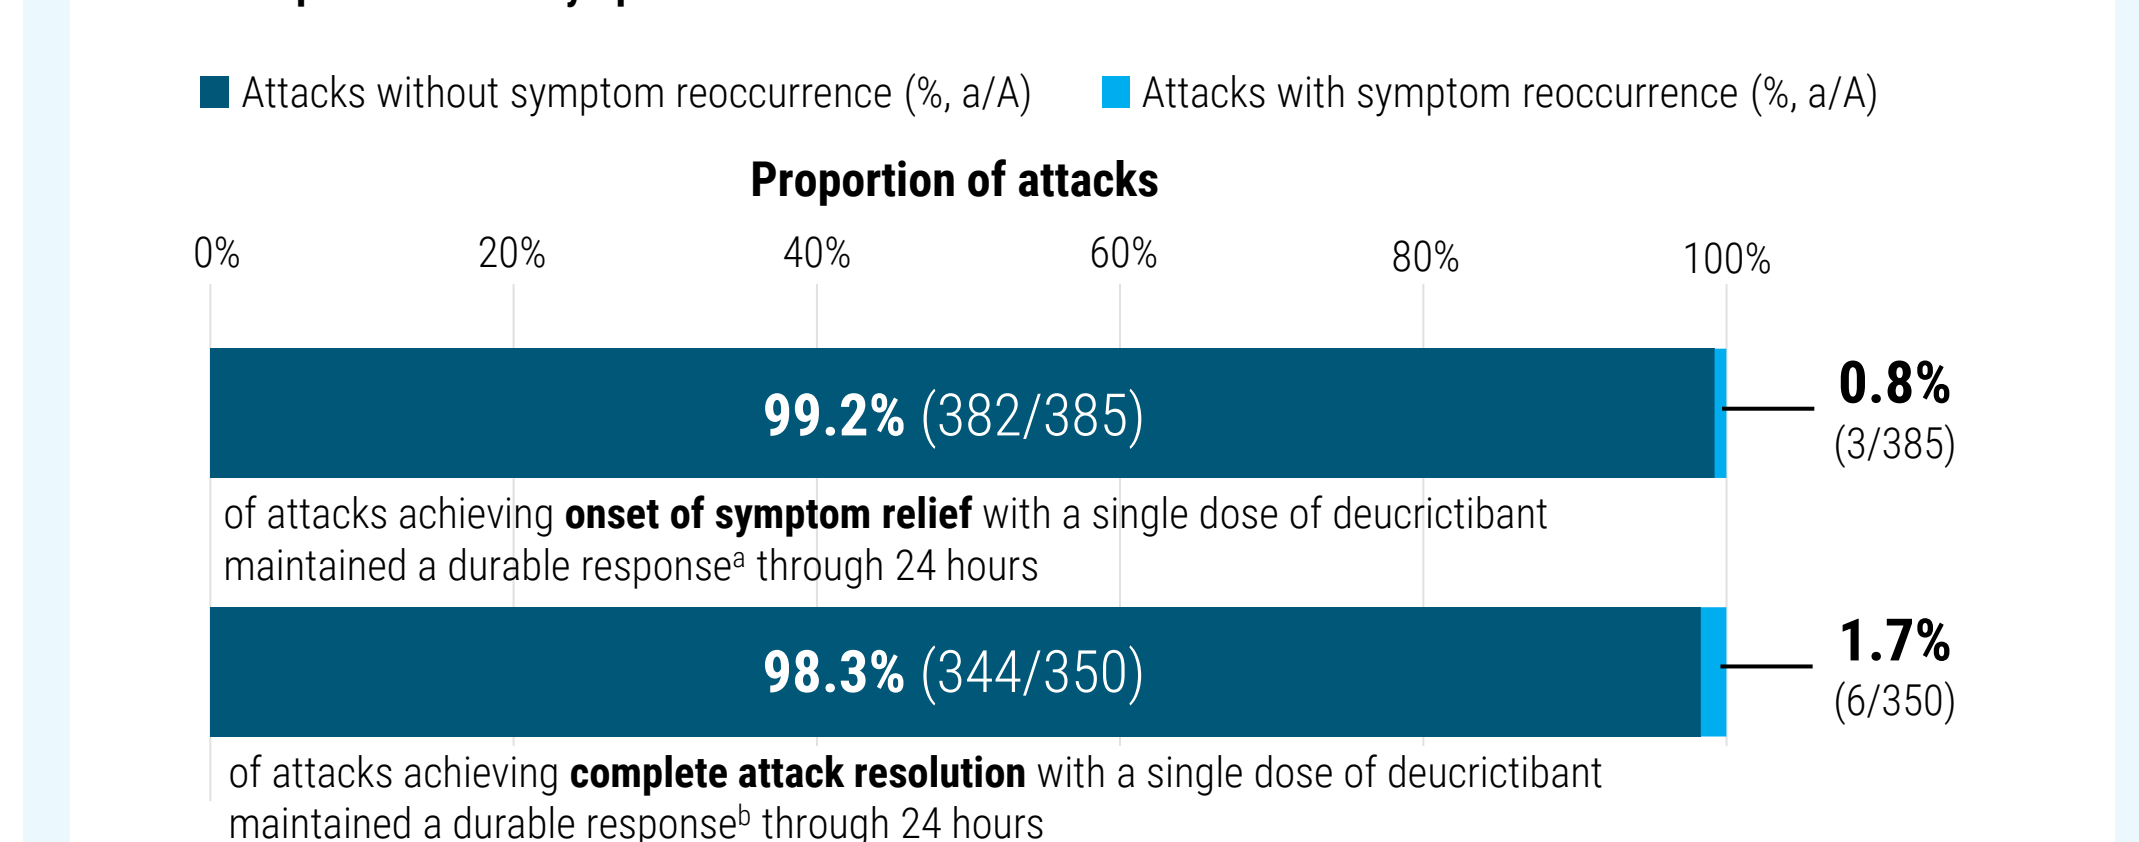 Attacks without symptom reoccurrence (%, a/A)
Attacks with symptom reoccurrence (%, a/A)
Proportion of attacks
0%
20%
40%
60%
80%
100%
99.2% (382/385)
0.8%
(3/385)
of attacks achieving onset of symptom relief with a single dose of deucrictibant
maintained a durable responseᵃ through 24 hours
98.3% (344/350)
1.7%
(6/350)
of attacks achieving complete attack resolution with a single dose of deucrictibant
maintained a durable responseᵇ through 24 hours